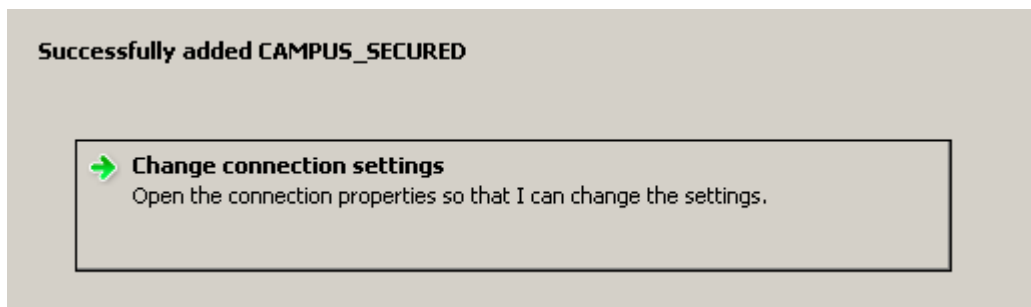 Successfully added CAMPUS_SECURED
Change connection settings
Open the connection properties so that I can change the settings.